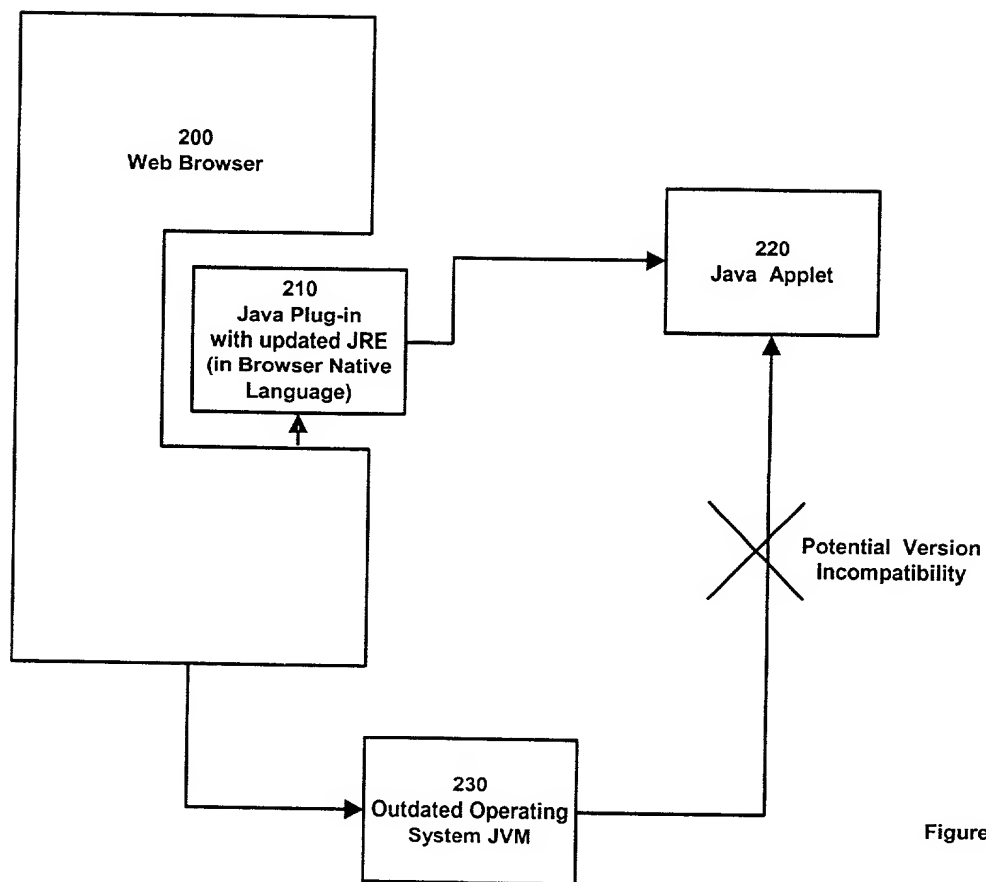 200
Web Browser
210
Java Plug-in
with updated JRE
(in Browser Native
Language)
220
Java Applet
Potential Version
Incompatibility
230
Outdated Operating
System JVM
Figure